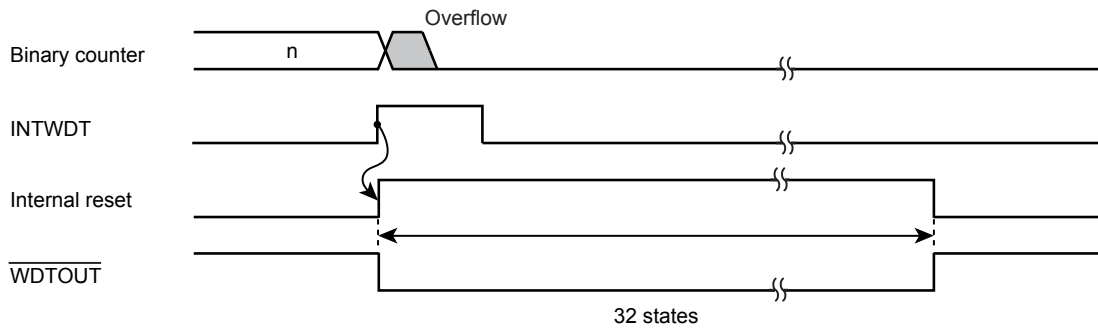 Overflow
Binary counter
n
INTWDT
Internal reset
WDTOUT
32 states